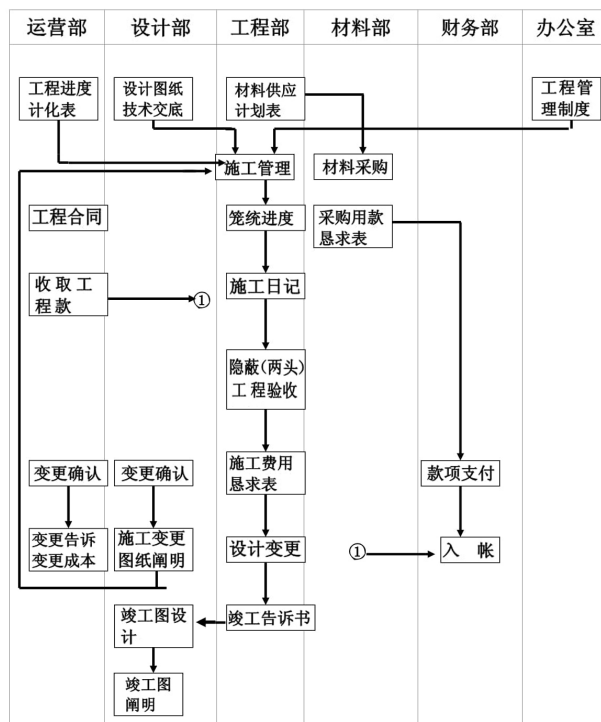 运营部 设计部 工程部 材料部 财务部 办公室
工程进度
计化表
设计图纸
技术交底
材料供应
计划表
工程管
理制度
施工管理
材料采购
工程合同
笼统进度
采购用款
恳求表
收取工
程款
①
施工日记
隐蔽(两头)
工程验收
变更确认
变更确认
施工费用
恳求表
款项支付
变更告诉
变更成本
施工变更
图纸阐明
设计变更
①
入 帐
竣工图设
计
竣工告诉书
竣工图
阐明